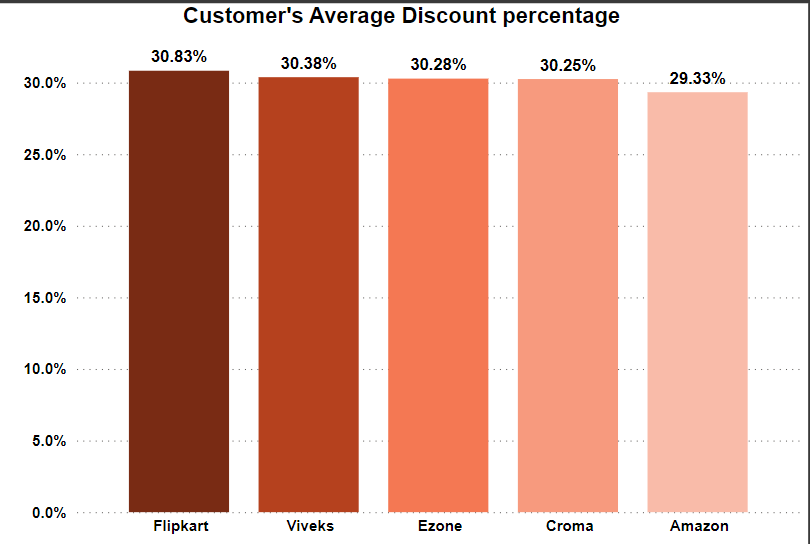 Customer's Average Discount percentage
30.83%
30.38%
30.28%
30.25%
29.33%
30.0%
25.0%
20.0%
15.0%
10.0%
5.0%
0.0%
Flipkart
Viveks
Ezone
Croma
Amazon